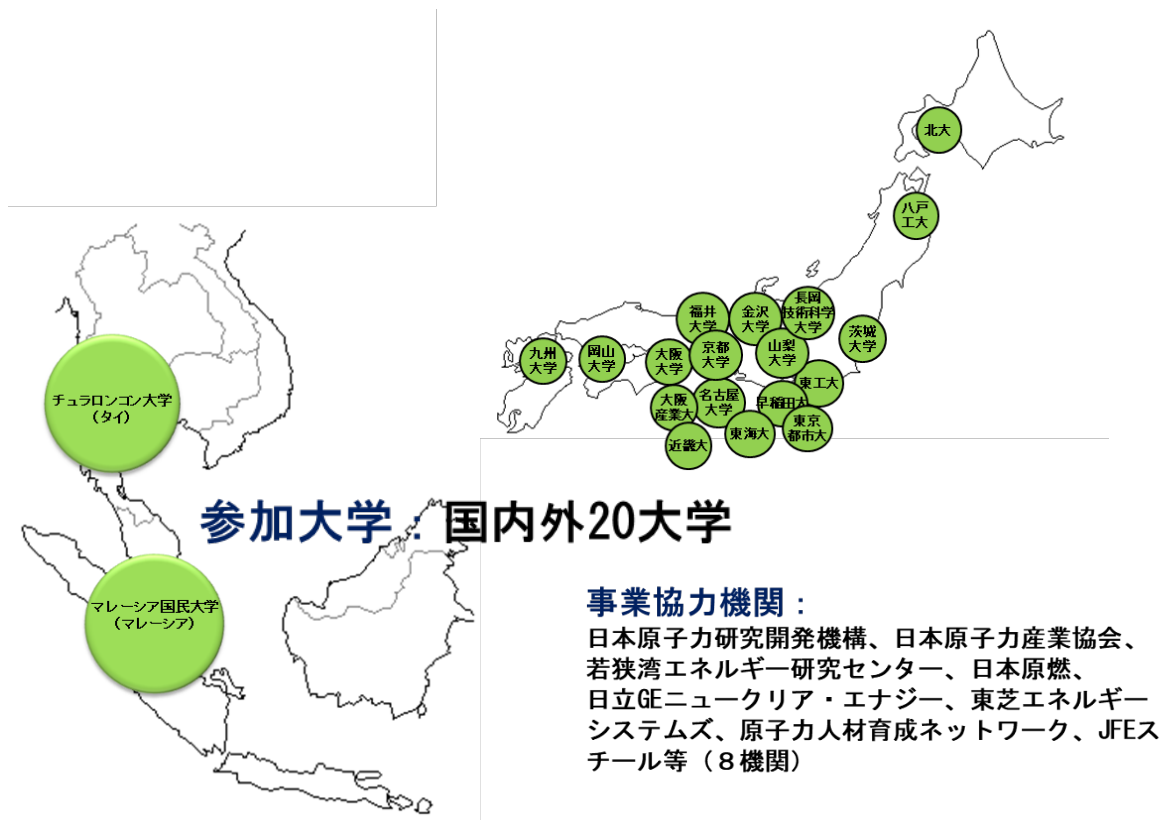 北大
八戸
工大
長岡
技術科学
大学
福井
大学
金沢
大学
茨城
大学
九州
大学
岡山
大学
大阪
大学
京都
大学
山梨
大学
東工大
大阪
産業大
名古屋
大学
早稲田大
東海大
東京
都市大
近畿大
チュラロンコン大学
（タイ）
マレーシア国民大学
（マレーシア）
参加大学：国内外20大学
事業協力機関：
日本原子力研究開発機構、日本原子力産業協会、
若狭湾エネルギー研究センター、日本原燃、
日立GEニュークリア・エナジー、東芝エネルギー
システムズ、原子力人材育成ネットワーク、JFEス
チール等（８機関）